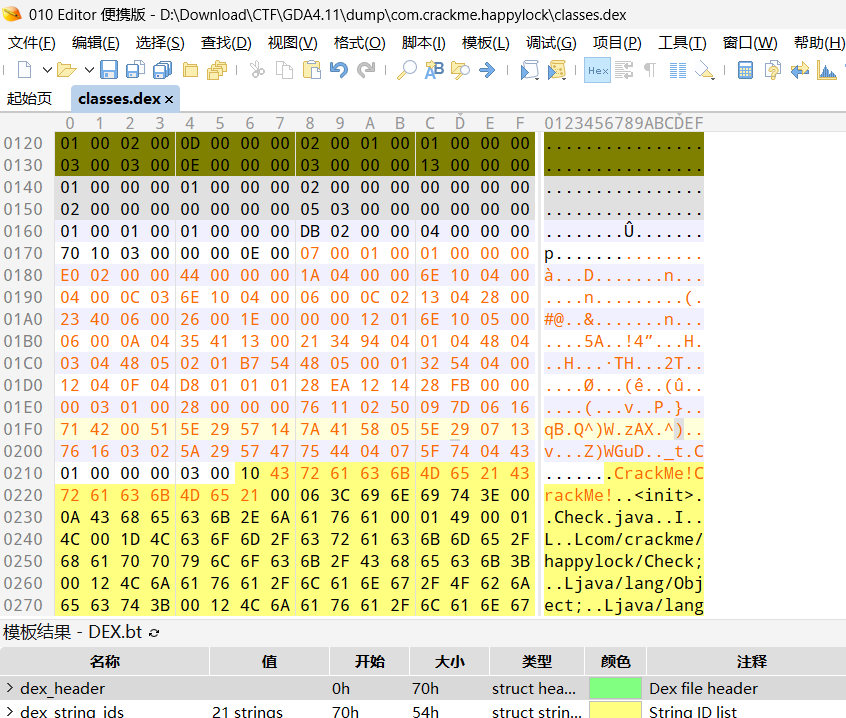 010 Editor 便携版 - D:\Download\CTF\GDA4.11\dump\com.crackme.happylock\classes.dex
文件(F) 编辑(E) 选择(S) 查找(D) 视图(V) 格式(O) 脚本(I) 模板(L) 调试(G) 项目(P) 工具(T) 窗口(W) 帮助(H)
Hex
起始页 classes.dex ×
0 1 2 3 4 5 6 7 8 9 A B C D E F 0123456789ABCDEF
0120 01 00 02 00 0D 00 00 00 02 00 01 00 01 00 00 00 ................
0130 03 00 03 00 0E 00 00 00 03 00 00 00 13 00 00 00 ................
0140 01 00 00 00 00 00 00 00 02 00 00 00 00 00 00 00 ................
0150 02 00 00 00 00 00 00 00 05 03 00 00 00 00 00 00 ................
0160 01 00 01 00 01 00 00 00 DB 02 00 00 04 00 00 00 ........Û.......
0170 70 10 03 00 00 00 0E 00 07 00 01 00 01 00 00 00 p...............
0180 E0 02 00 00 44 00 00 00 1A 04 00 00 6E 10 04 00 à...D.......n...
0190 04 00 0C 03 6E 10 04 00 06 00 0C 02 13 04 28 00 ....n.........(.
01A0 23 40 06 00 26 00 1E 00 00 00 12 01 6E 10 05 00 #@..&.......n...
01B0 06 00 0A 04 35 41 13 00 21 34 94 04 01 04 48 04 ....5A..!4”...H.
01C0 03 04 48 05 02 01 B7 54 48 05 00 01 32 54 04 00 ..H...·TH...2T..
01D0 12 04 0F 04 D8 01 01 01 28 EA 12 14 28 FB 00 00 ....Ø...(ê..(û..
01E0 00 03 01 00 28 00 00 00 76 11 02 50 09 7D 06 16 ....(...v..P.}..
01F0 71 42 00 51 5E 29 57 14 7A 41 58 05 5E 29 07 13 qB.Q^)W.zAX.^)..
0200 76 16 03 02 5A 29 57 47 75 44 04 07 5F 74 04 43 v...Z)WGuD.._t.C
0210 01 00 00 00 03 00 10 43 72 61 63 6B 4D 65 21 43 .......CrackMe!C
0220 72 61 63 6B 4D 65 21 00 06 3C 69 6E 69 74 3E 00 rackMe!..<init>.
0230 0A 43 68 65 63 6B 2E 6A 61 76 61 00 01 49 00 01 .Check.java..I..
0240 4C 00 1D 4C 63 6F 6D 2F 63 72 61 63 6B 6D 65 2F L..Lcom/crackme/
0250 68 61 70 70 79 6C 6F 63 6B 2F 43 68 65 63 6B 3B happylock/Check;
0260 00 12 4C 6A 61 76 61 2F 6C 61 6E 67 2F 4F 62 6A ..Ljava/lang/Obj
0270 65 63 74 3B 00 12 4C 6A 61 76 61 2F 6C 61 6E 67 ect;..Ljava/lang
模板结果 - DEX.bt
名称 值 开始 大小 类型 颜色 注释
> dex_header 0h 70h struct hea... Dex file header
> dex_string_ids 21 strings 70h 54h struct strin... String ID list